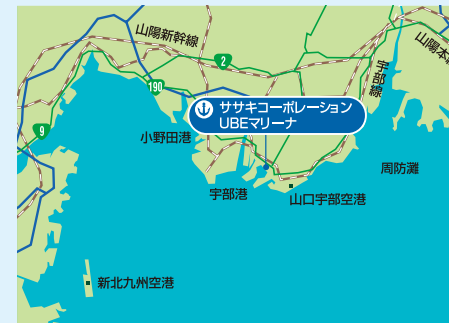 山陽新幹線
2
山陽本
宇部線
190
ササキコーポレーション
UBEマリーナ
9
小野田港
周防灘
宇部港
山口宇部空港
新北九州空港